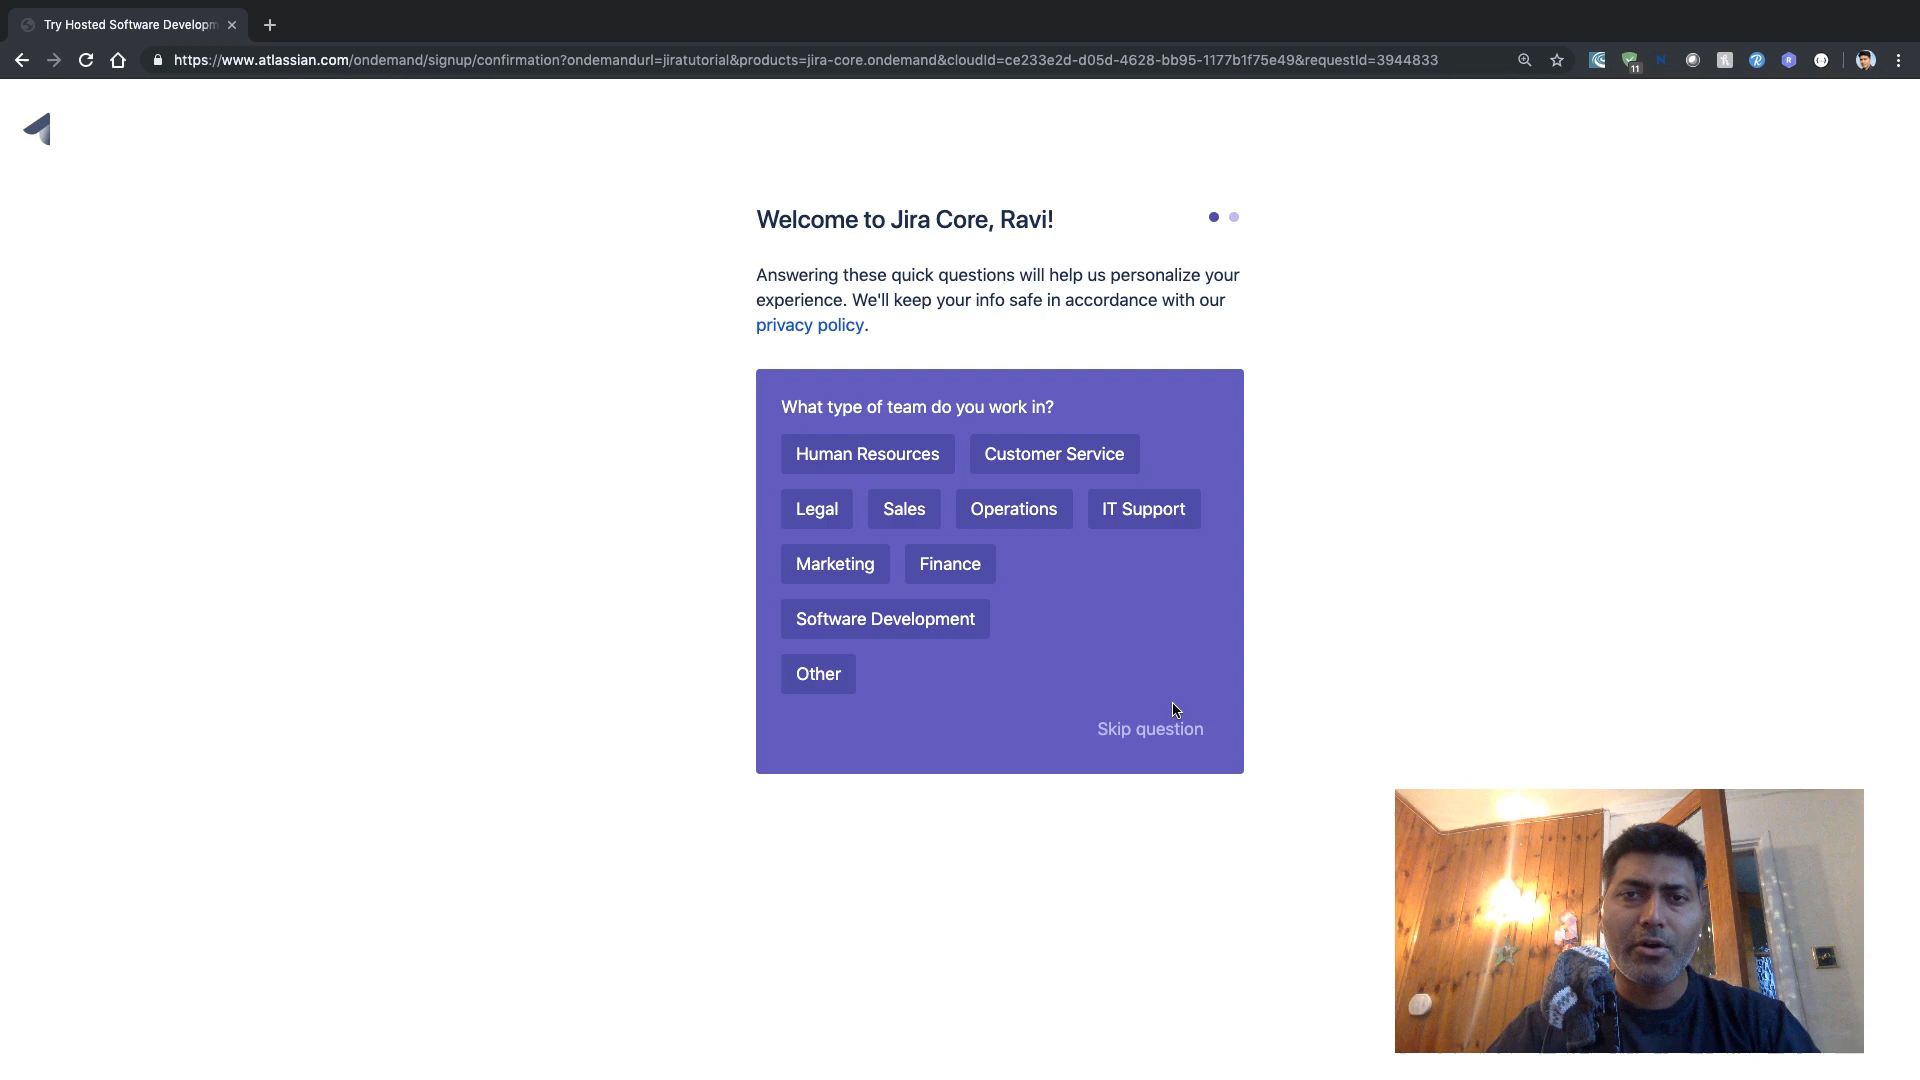 Try Hosted Software Developm
https://www.atlassian.com/ondemand/signup/confirmation?ondemandurl=jiratutorial&products=jira-core.ondemand&cloudId=ce233e2d-d05d-4628-bb95-1177b1f75e49&requestId=3944833
11
Welcome to Jira Core, Ravi!
Answering these quick questions will help us personalize your
experience. We'll keep your info safe in accordance with our
privacy policy.
What type of team do you work in?
Human Resources Customer Service
Legal Sales Operations IT Support
Marketing Finance
Software Development
Other
Skip question